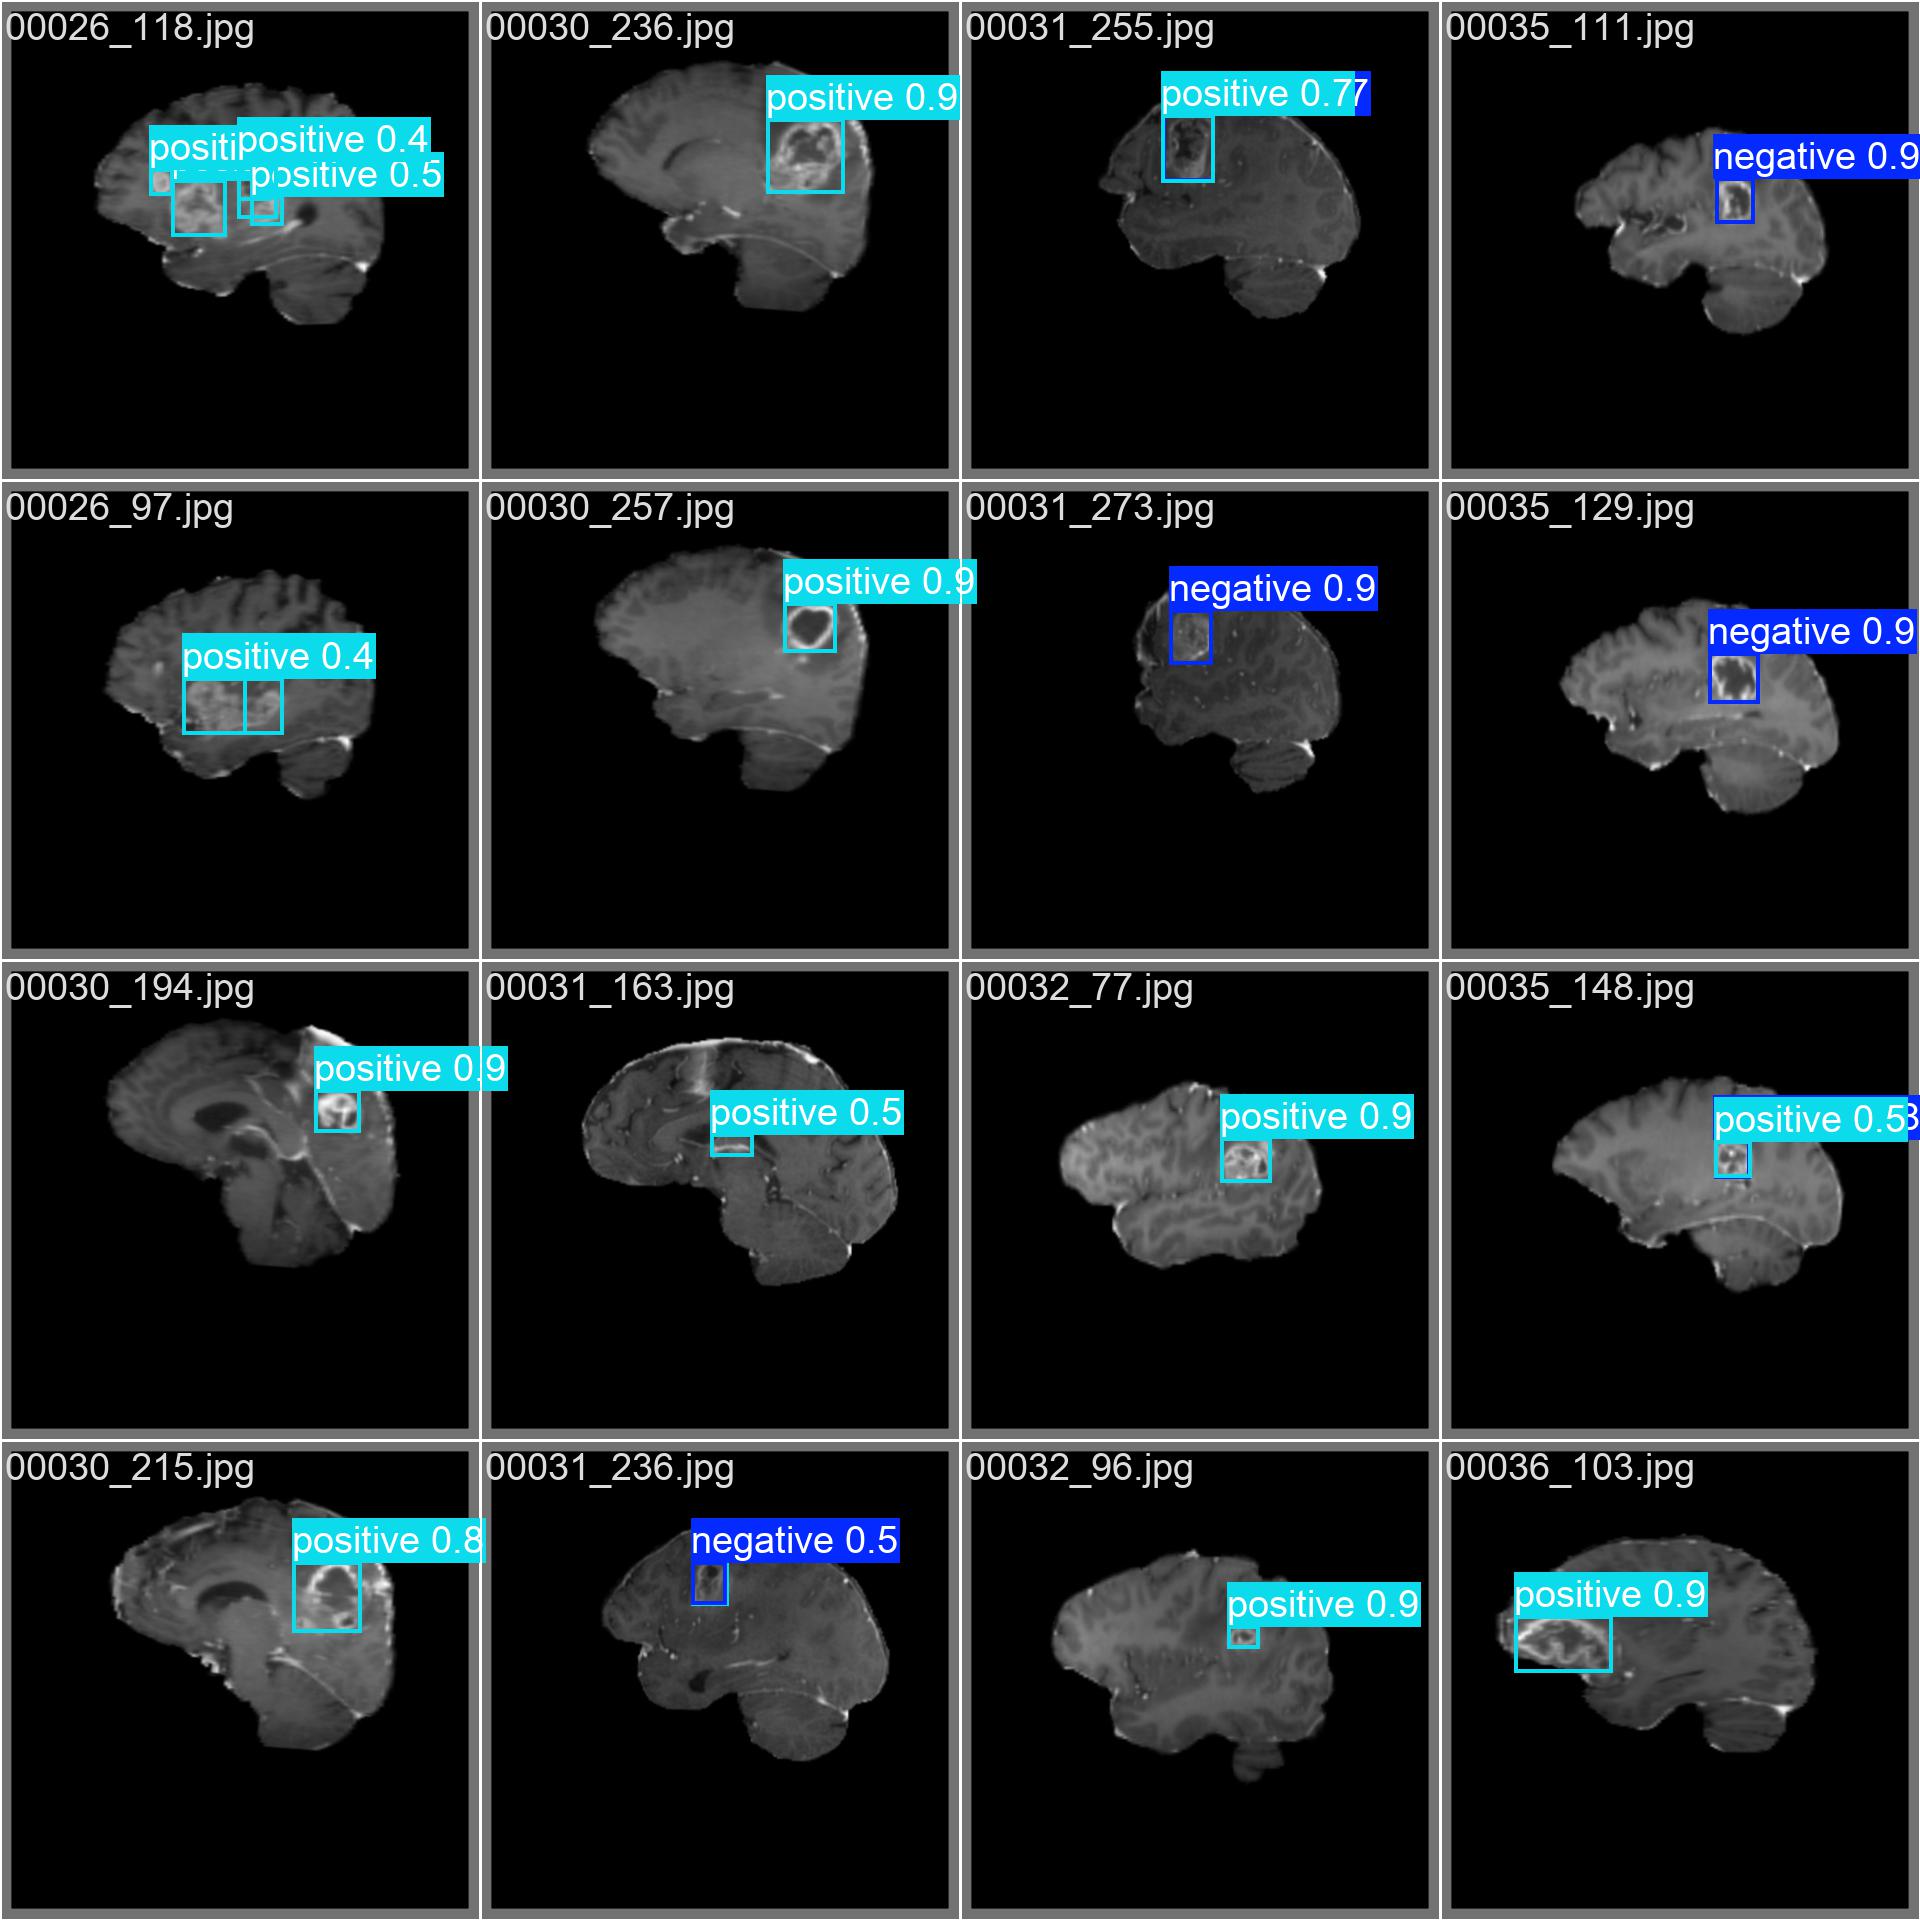 00026_118.jpg
positi
positive 0.4
positive 0.5
00030_236.jpg
positive 0.9
00031_255.jpg
positive 0.77
00035_111.jpg
negative 0.9
00026_97.jpg
positive 0.4
00030_257.jpg
positive 0.9
00031_273.jpg
negative 0.9
00035_129.jpg
negative 0.9
00030_194.jpg
positive 0.9
00031_163.jpg
positive 0.5
00032_77.jpg
positive 0.9
00035_148.jpg
positive 0.5
00030_215.jpg
positive 0.8
00031_236.jpg
negative 0.5
00032_96.jpg
positive 0.9
00036_103.jpg
positive 0.9